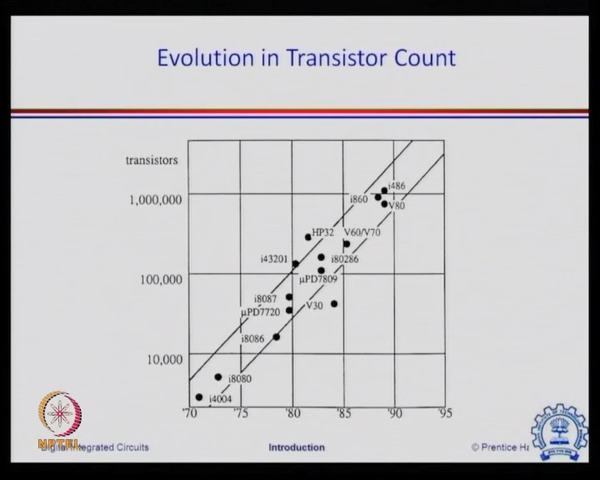 Evolution in Transistor Count
transistors
1,000,000
100,000
10,000
i486
i860
V80
HP32
V60/V70
i43201
i80286
µPD7809
i8087
µPD7720
V30
i8086
i8080
i4004
'70
'75
'80
'85
'90
'95
NPTEL
Digital Integrated Circuits
Introduction
© Prentice